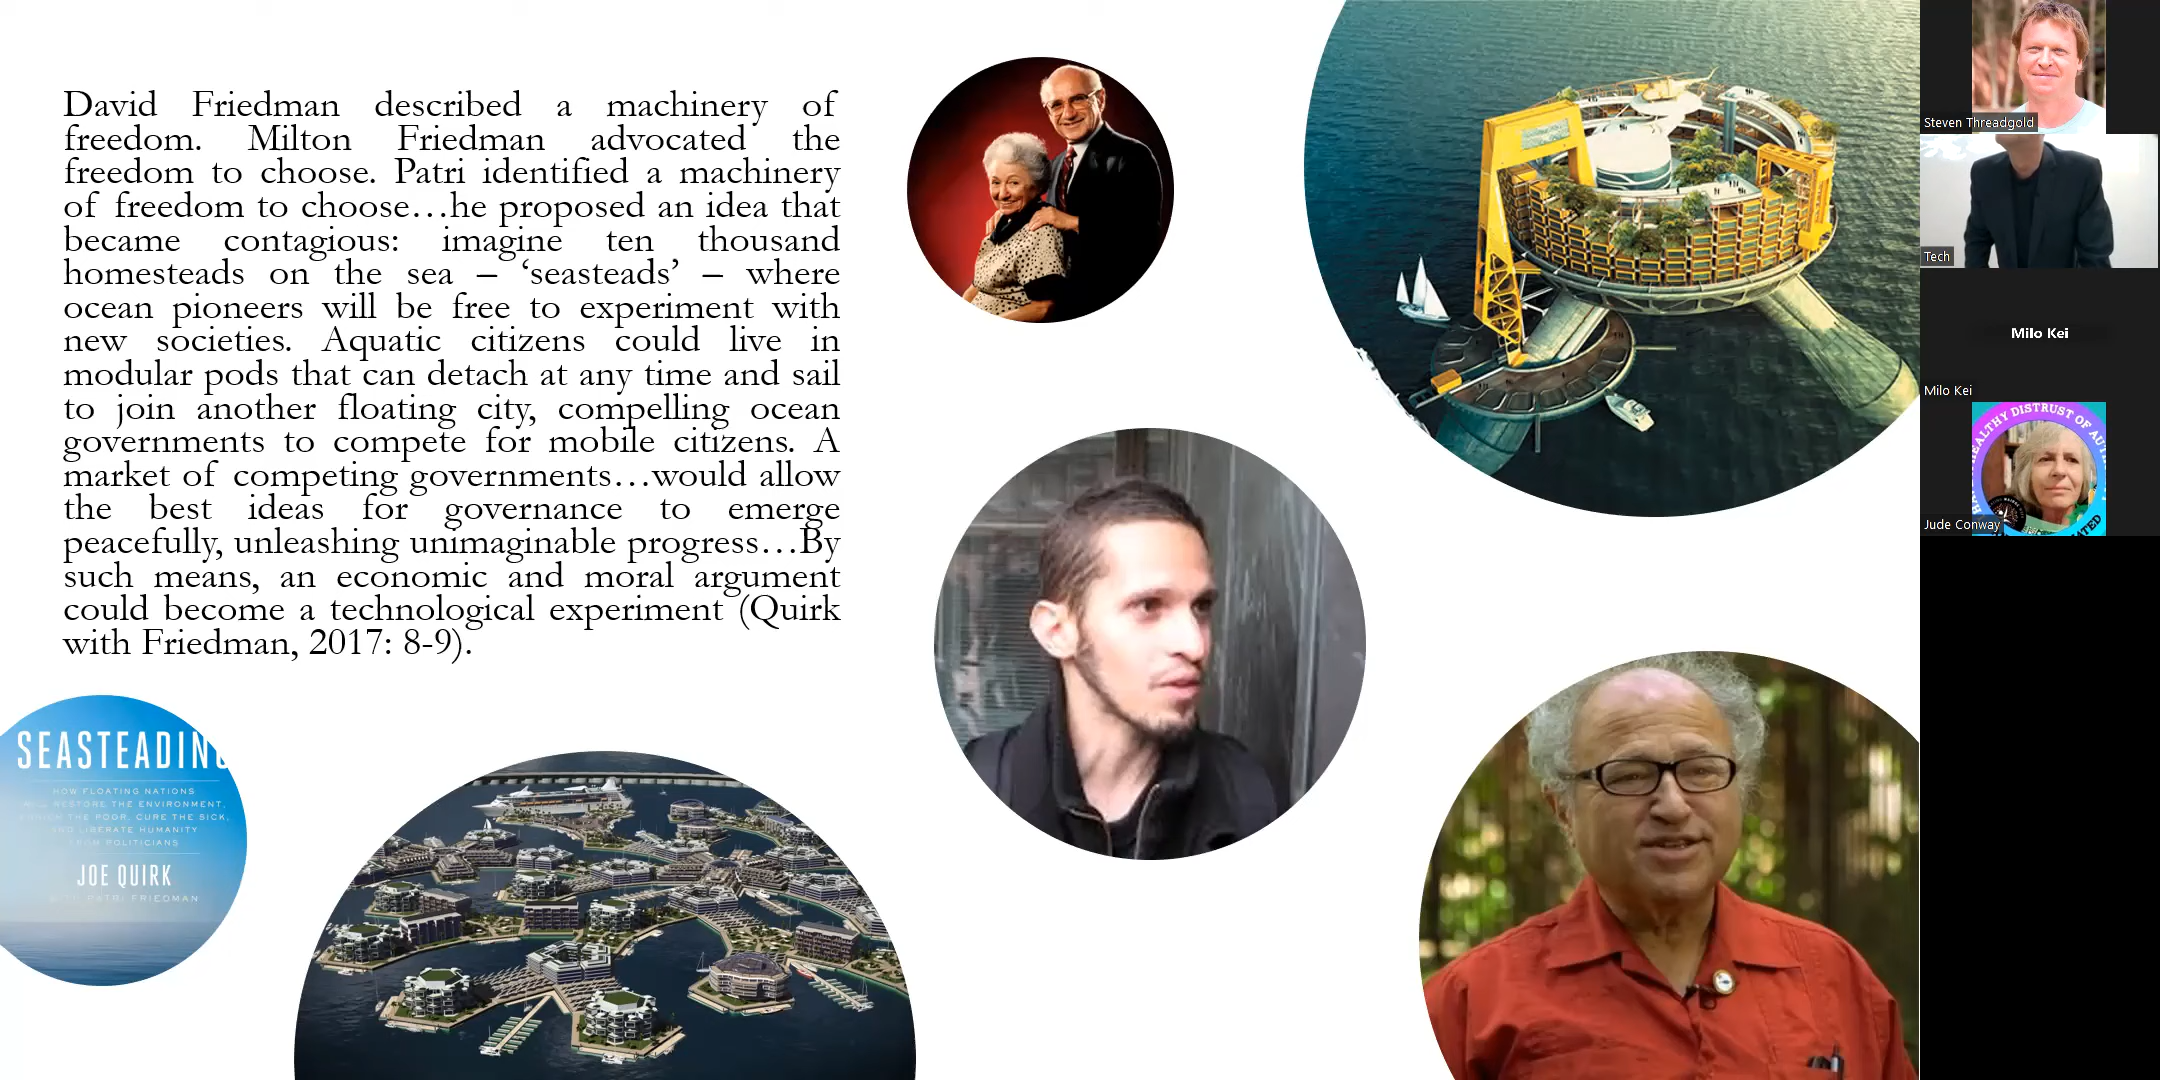 David Friedman described a machinery of
freedom. Milton Friedman advocated the
freedom to choose. Patri identified a machinery
of freedom to choose…he proposed an idea that
became contagious: imagine ten thousand
homesteads on the sea – ‘seasteads’ – where
ocean pioneers will be free to experiment with
new societies. Aquatic citizens could live in
modular pods that can detach at any time and sail
to join another floating city, compelling ocean
governments to compete for mobile citizens. A
market of competing governments…would allow
the best ideas for governance to emerge
peacefully, unleashing unimaginable progress…By
such means, an economic and moral argument
could become a technological experiment (Quirk
with Friedman, 2017: 8-9).
SEASTEADING
HOW FLOATING NATIONS
RESTORE THE ENVIRONMENT,
THE POOR, CURE THE SICK,
AND LIBERATE HUMANITY
FROM POLITICIANS
JOE QUIRK
WITH PATRI FRIEDMAN
Steven Threadgold
Tech
Milo Kei
Milo Kei
HEALTHY DISTRUST OF
Jude Conway